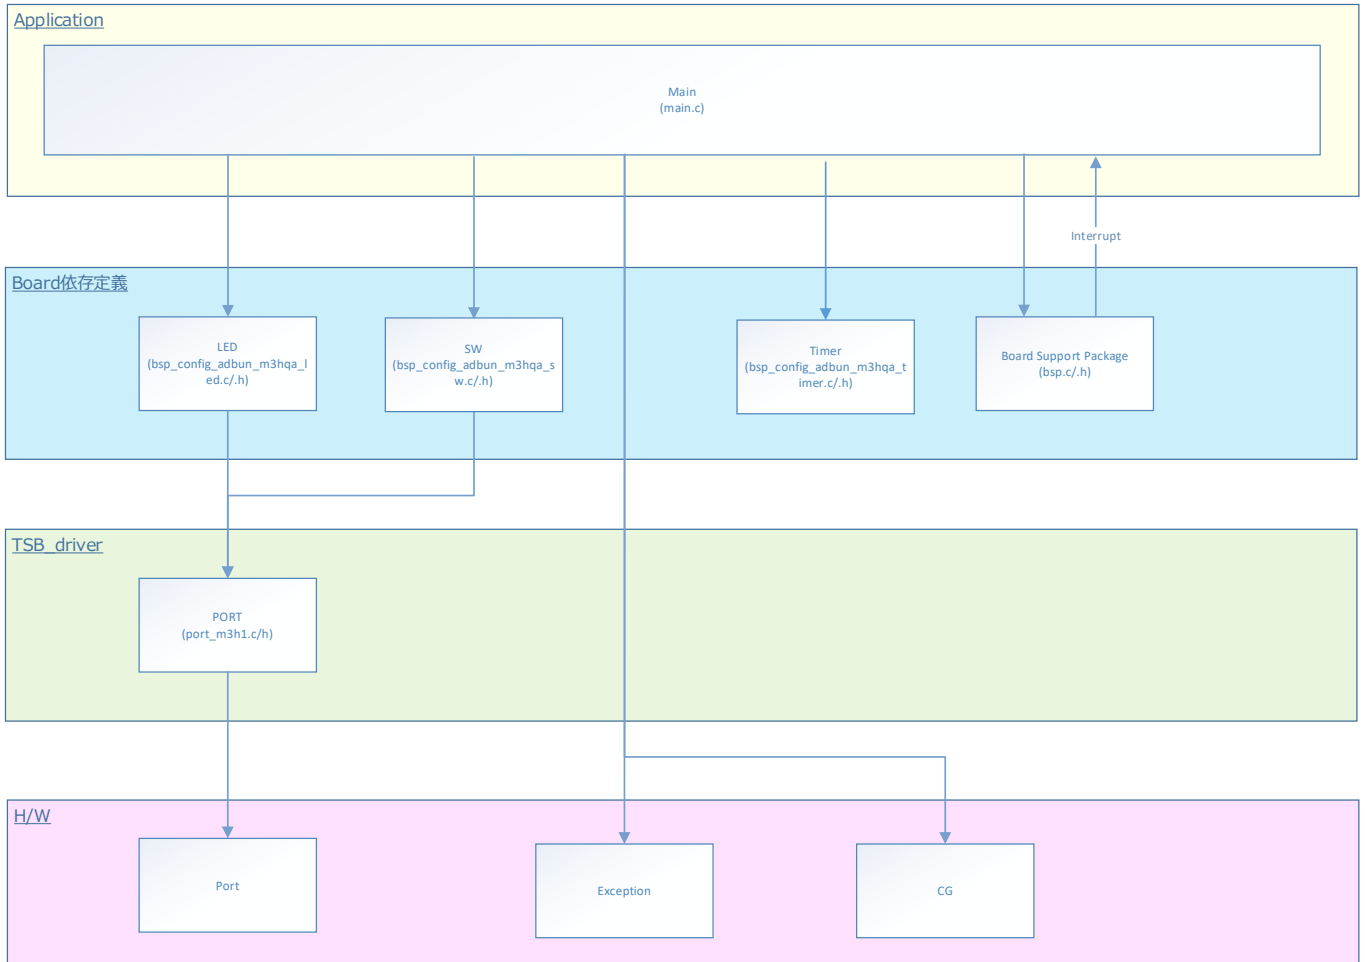 Application
Main
(main.c)
Interrupt
Board依存定義
LED
(bsp_config_adbun_m3hqa_l
ed.c/.h)
SW
(bsp_config_adbun_m3hqa_s
w.c/.h)
Timer
(bsp_config_adbun_m3hqa_t
imer.c/.h)
Board Support Package
(bsp.c/.h)
TSB_driver
PORT
(port_m3h1.c/h)
H/W
Port
Exception
CG